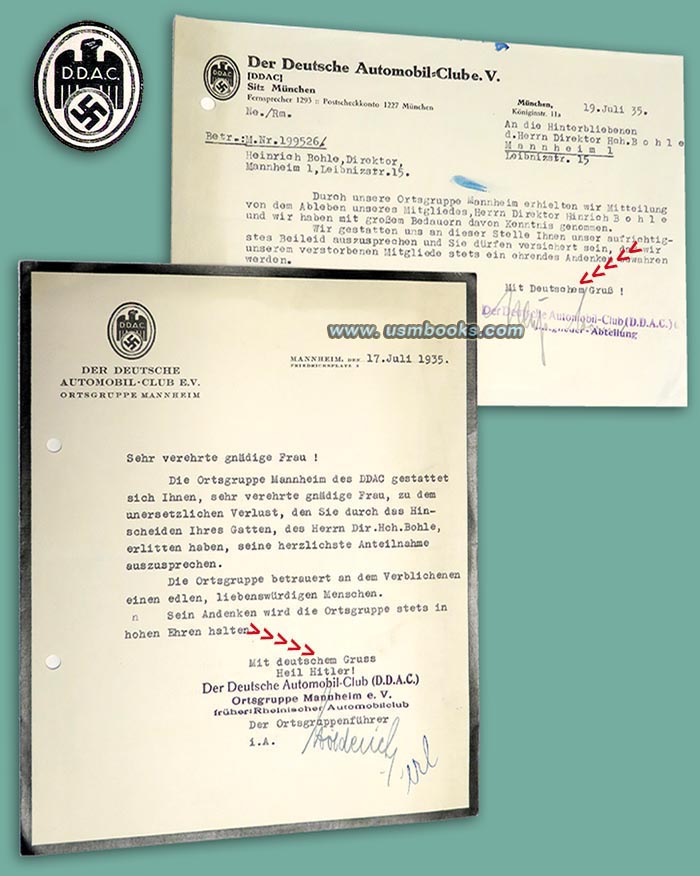 D.D.A.C.
D.D.A.C.
Der Deutsche Automobil-Club e. V.
[DDAC]
Sitz München
Fernsprecher 1293 :: Postscheckkonto 1227 München
Ne./Rm.
München,
Königinstr. 11a
19.Juli 35.
An die Hinterbliebenen
d.Herrn Direktor Hch. B o h l e
M a n n h e i m 1
Leibnizstr. 15
Betr.:M.Nr.199526/
Heinrich Bohle,Direktor,
Mannheim 1,Leibnizstr.15.
Durch unsere Ortsgruppe Mannheim erhielten wir Mitteilung
von dem Ableben unseres Mitgliedes,Herrn Direktor Hinrich B o h l e
und wir haben mit großem Bedauern davon Kenntnis genommen.
Wir gestatten uns an dieser Stelle Ihnen unser aufrichtig-
stes Beileid auszusprechen und Sie dürfen versichert sein, wir
unserem verstorbenen Mitgliede stets ein ehrendes Andenken bewahren
werden.
Mit Deutschem Gruß !
Der Deutsche Automobil-Club (D.D.A.C.)
Mitglieder-Abteilung
www.usmbooks.com
D.D.A.C.
DER DEUTSCHE
AUTOMOBIL-CLUB E.V.
ORTSGRUPPE MANNHEIM
MANNHEIM, DEN 17.Juli 1935.
FRIEDRICHSPLATZ
Sehr verehrte gnädige Frau !
Die Ortsgruppe Mannheim des DDAC gestattet
sich Ihnen, sehr verehrte gnädige Frau, zu dem
unersetzlichen Verlust, den Sie durch das Hin-
scheiden Ihres Gatten, des Herrn Dir.Hch.Bohle,
erlitten haben, seine herzlichste Anteilnahme
auszusprechen.
Die Ortsgruppe betrauert an dem Verblichenen
einen edlen, liebenswürdigen Menschen.
n Sein Andenken wird die Ortsgruppe stets in
hohen Ehren halten
Mit deutschem Gruss
Heil Hitler!
Der Deutsche Automobil-Club (D.D.A.C.)
Ortsgruppe Mannheim e. V.
früher: Rheinischer Automobilclub
Der Ortsgruppenführer
i.A.